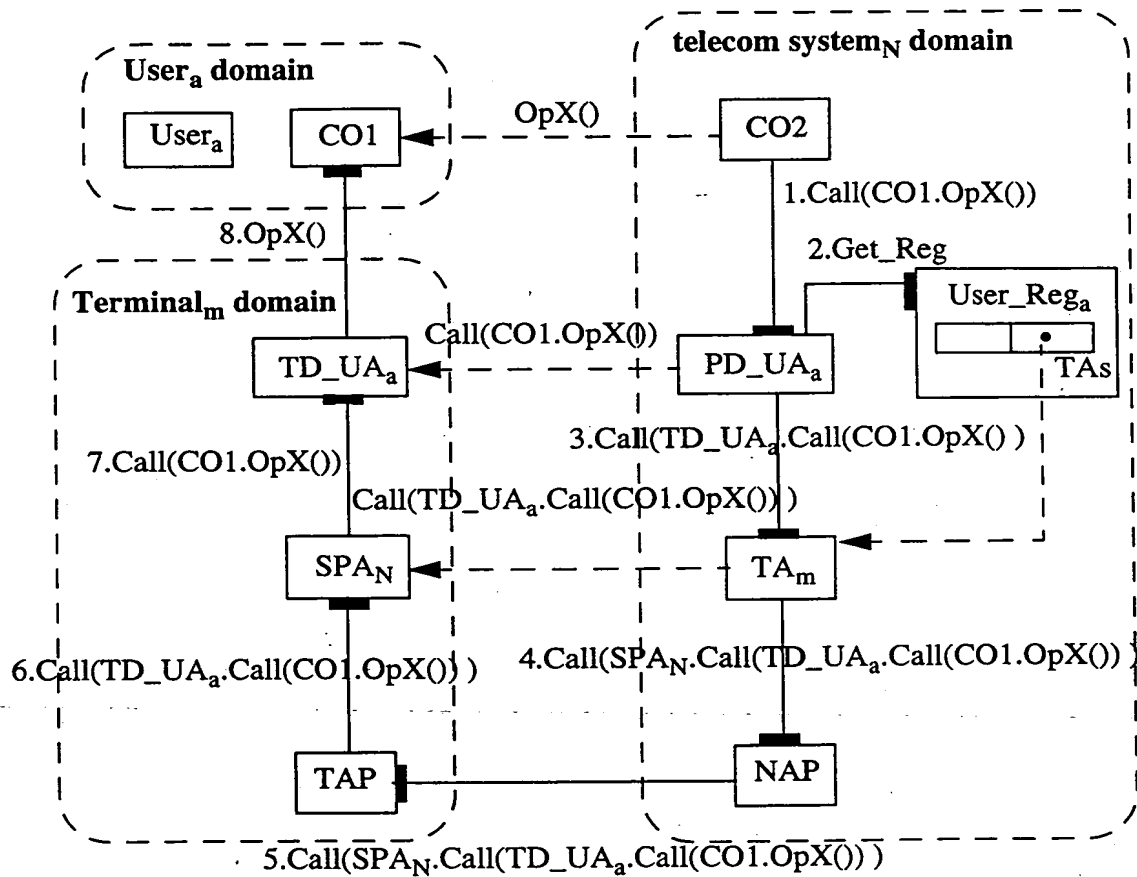 telecom systemN domain
Usera domain
Usera
CO1
OpX()
CO2
1.Call(CO1.OpX())
8.OpX()
2.Get_Reg
User_Rega
TAs
Terminalm domain
Call(CO1.OpX())
TD_UAa
PD_UAa
3.Call(TD_UAa.Call(CO1.OpX() )
7.Call(CO1.OpX())
Call(TD_UAa.Call(CO1.OpX()) )
SPAN
TAm
6.Call(TD_UAa.Call(CO1.OpX()) )
4.Call(SPAN.Call(TD_UAa.Call(CO1.OpX()) )
TAP
NAP
5.Call(SPAN.Call(TD_UAa.Call(CO1.OpX()) )